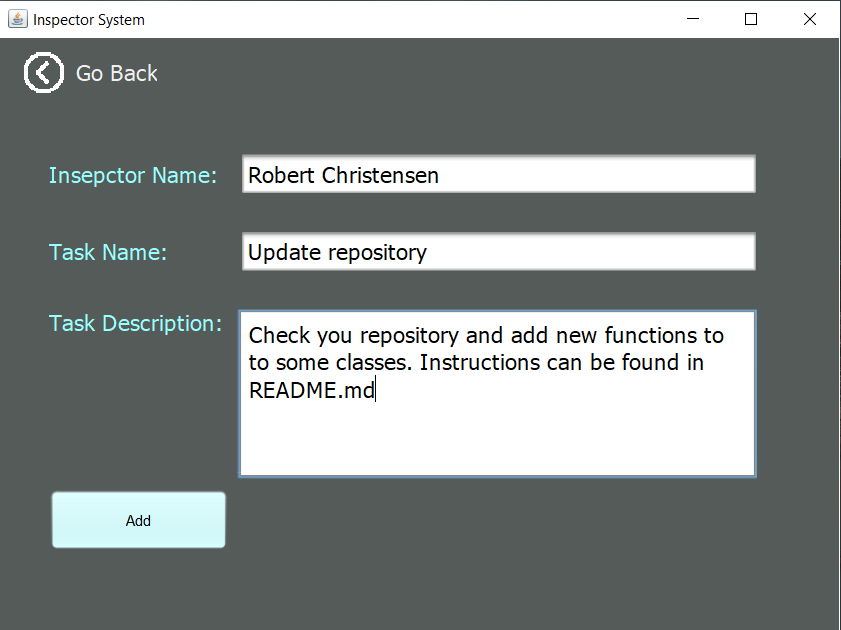 Inspector System
Go Back
Insepctor Name:
Robert Christensen
Task Name:
Update repository
Task Description:
Check you repository and add new functions to
to some classes. Instructions can be found in
README.md
Add